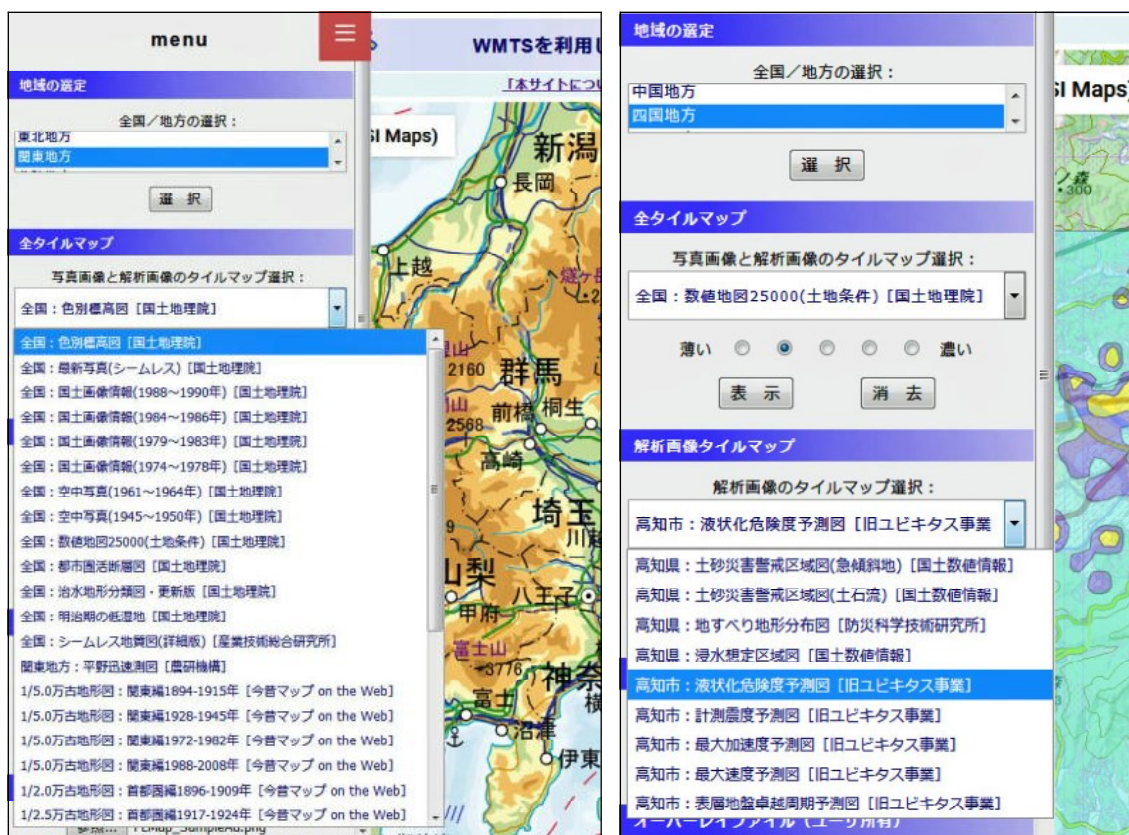 menu
地域の選定
全国／地方の選択：
東北地方
関東地方
選 択
全タイルマップ
写真画像と解析画像のタイルマップ選択：
全国：色別標高図 [国土地理院]
全国：色別標高図 [国土地理院]
全国：最新写真(シームレス) [国土地理院]
全国：国土画像情報(1988～1990年) [国土地理院]
全国：国土画像情報(1984～1986年) [国土地理院]
全国：国土画像情報(1979～1983年) [国土地理院]
全国：国土画像情報(1974～1978年) [国土地理院]
全国：空中写真(1961～1964年) [国土地理院]
全国：空中写真(1945～1950年) [国土地理院]
全国：数値地図25000(土地条件) [国土地理院]
全国：都市圏活断層図 [国土地理院]
全国：治水地形分類図・更新版 [国土地理院]
全国：明治期の低湿地 [国土地理院]
全国：シームレス地質図(詳細版) [産業技術総合研究所]
関東地方：平野迅速測図 [農研機構]
1/5.0万古地形図：関東編1894-1915年 [今昔マップ on the Web]
1/5.0万古地形図：関東編1928-1945年 [今昔マップ on the Web]
1/5.0万古地形図：関東編1972-1982年 [今昔マップ on the Web]
1/5.0万古地形図：関東編1988-2008年 [今昔マップ on the Web]
1/2.0万古地形図：首都圏編1896-1909年 [今昔マップ on the Web]
1/2.5万古地形図：首都圏編1917-1924年 [今昔マップ on the Web]
WMTSを利用し
「本サイトについ
SI Maps)
新潟
長岡
上越
2160
群馬
2568
前橋
桐生
高崎
埼玉
川越
山梨
八王子
甲府
富士山
3776
神奈
横
富士
沼津
伊東
地域の選定
全国／地方の選択：
中国地方
四国地方
選 択
全タイルマップ
写真画像と解析画像のタイルマップ選択：
全国：数値地図25000(土地条件) [国土地理院]
薄い
濃い
表 示
消 去
解析画像タイルマップ
解析画像のタイルマップ選択：
高知市：液状化危険度予測図 [旧ユビキタス事業
高知県：土砂災害警戒区域図(急傾斜地) [国土数値情報]
高知県：土砂災害警戒区域図(土石流) [国土数値情報]
高知県：地すべり地形分布図 [防災科学技術研究所]
高知県：浸水想定区域図 [国土数値情報]
高知市：液状化危険度予測図 [旧ユビキタス事業]
高知市：計測震度予測図 [旧ユビキタス事業]
高知市：最大加速度予測図 [旧ユビキタス事業]
高知市：最大速度予測図 [旧ユビキタス事業]
高知市：表層地盤卓越周期予測図 [旧ユビキタス事業]
オーバーレイファイル（ユーザ所有）
SI Maps)
ノ森
300